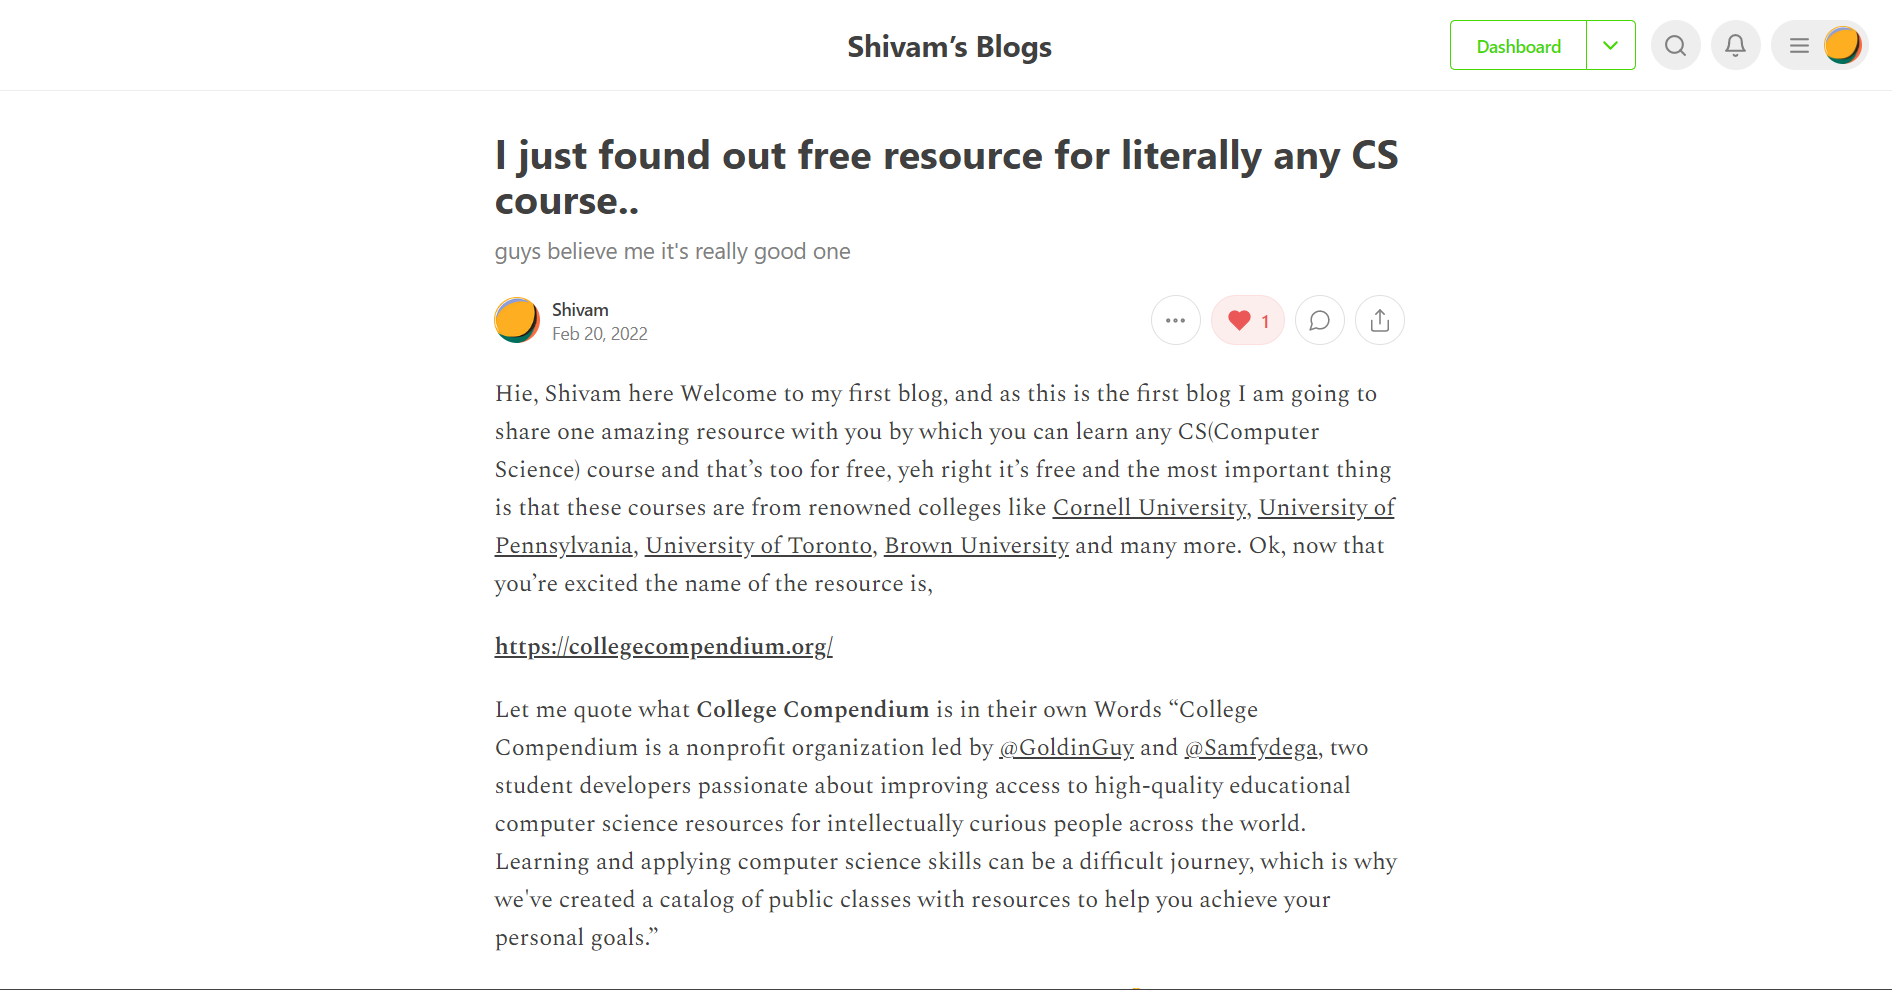 Shivam’s Blogs
Dashboard
I just found out free resource for literally any CS
course..
guys believe me it's really good one
Shivam
Feb 20, 2022
1
Hie, Shivam here Welcome to my first blog, and as this is the first blog I am going to
share one amazing resource with you by which you can learn any CS(Computer
Science) course and that’s too for free, yeh right it’s free and the most important thing
is that these courses are from renowned colleges like Cornell University, University of
Pennsylvania, University of Toronto, Brown University and many more. Ok, now that
you’re excited the name of the resource is,
https://collegecompendium.org/
Let me quote what College Compendium is in their own Words “College
Compendium is a nonprofit organization led by @GoldinGuy and @Samfydega, two
student developers passionate about improving access to high-quality educational
computer science resources for intellectually curious people across the world.
Learning and applying computer science skills can be a difficult journey, which is why
we've created a catalog of public classes with resources to help you achieve your
personal goals.”